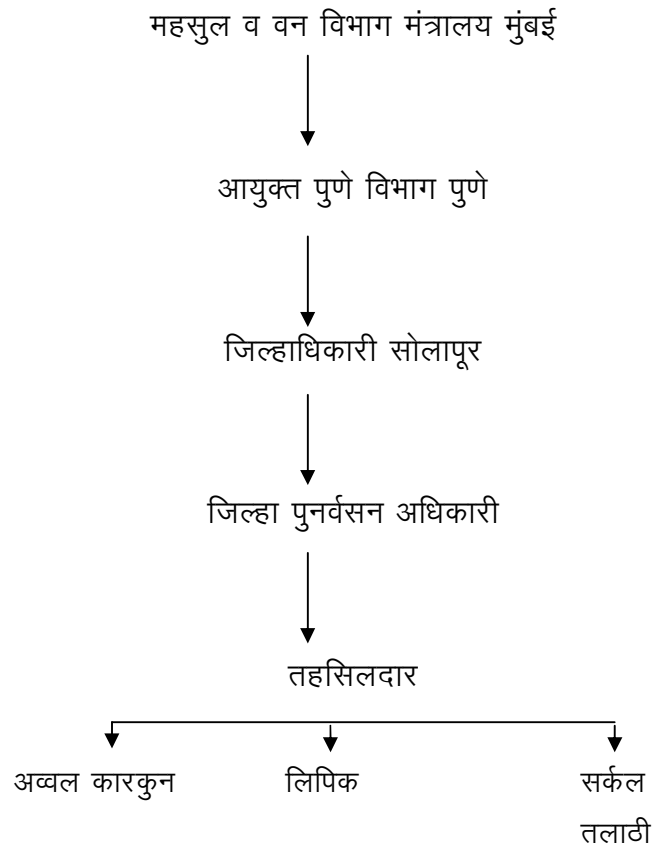 महसुल व वन विभाग मंत्रालय मुंबई
आयुक्त पुणे विभाग पुणे
जिल्हाधिकारी सोलापूर
जिल्हा पुनर्वसन अधिकारी
तहसिलदार
अव्वल कारकुन लिपिक सर्कल
तलाठी